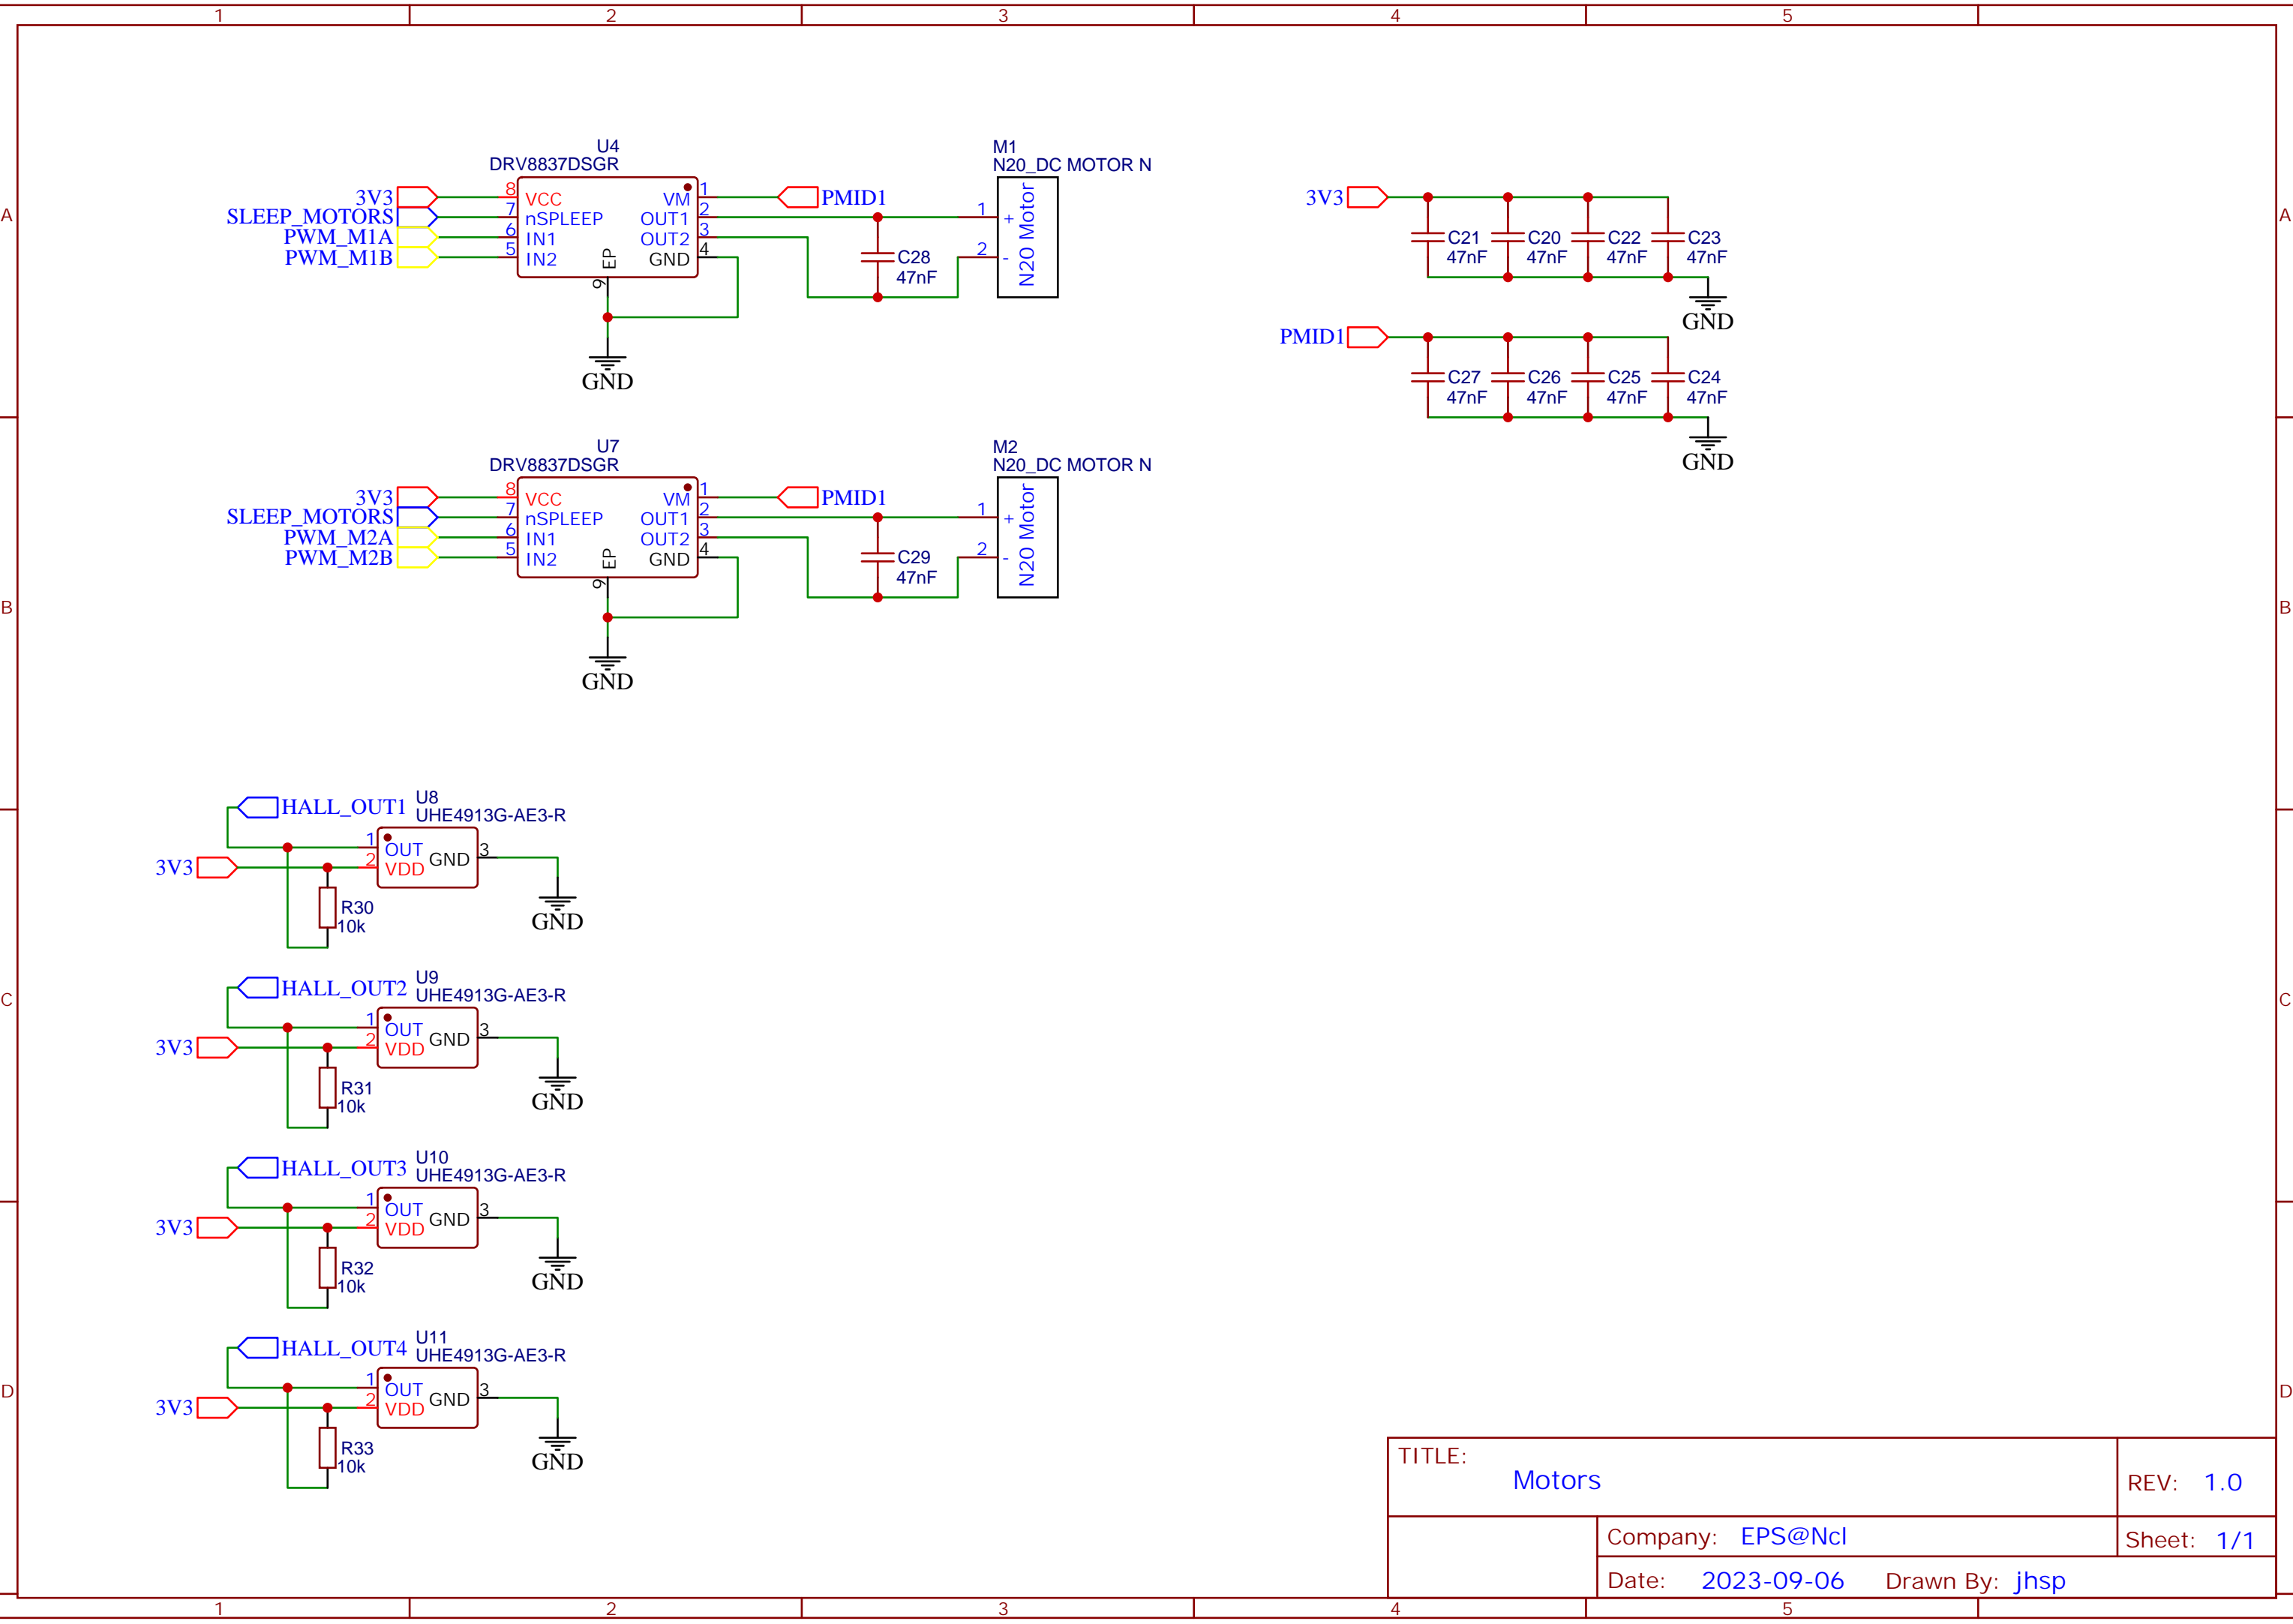 1 2 3 4 5
A A
B B
C C
D D
U4
DRV8837DSGR
3V3
SLEEP_MOTORS
PWM_M1A
PWM_M1B
8 VCC
7 nSPLEEP
6 IN1
5 IN2
VM 1
OUT1 2
OUT2 3
GND 4
EP
9
GND
PMID1
C28
47nF
M1
N20_DC MOTOR N
1 +
2 -
N20 Motor
U7
DRV8837DSGR
3V3
SLEEP_MOTORS
PWM_M2A
PWM_M2B
8 VCC
7 nSPLEEP
6 IN1
5 IN2
VM 1
OUT1 2
OUT2 3
GND 4
EP
9
GND
PMID1
C29
47nF
M2
N20_DC MOTOR N
1 +
2 -
N20 Motor
3V3
C21
47nF
C20
47nF
C22
47nF
C23
47nF
GND
PMID1
C27
47nF
C26
47nF
C25
47nF
C24
47nF
GND
HALL_OUT1
U8
UHE4913G-AE3-R
3V3
1 OUT
2 VDD
GND 3
R30
10k
GND
HALL_OUT2
U9
UHE4913G-AE3-R
3V3
1 OUT
2 VDD
GND 3
R31
10k
GND
HALL_OUT3
U10
UHE4913G-AE3-R
3V3
1 OUT
2 VDD
GND 3
R32
10k
GND
HALL_OUT4
U11
UHE4913G-AE3-R
3V3
1 OUT
2 VDD
GND 3
R33
10k
GND
TITLE:
Motors
REV: 1.0
Company: EPS@Ncl
Sheet: 1/1
Date: 2023-09-06 Drawn By: jhsp
1 2 3 4 5